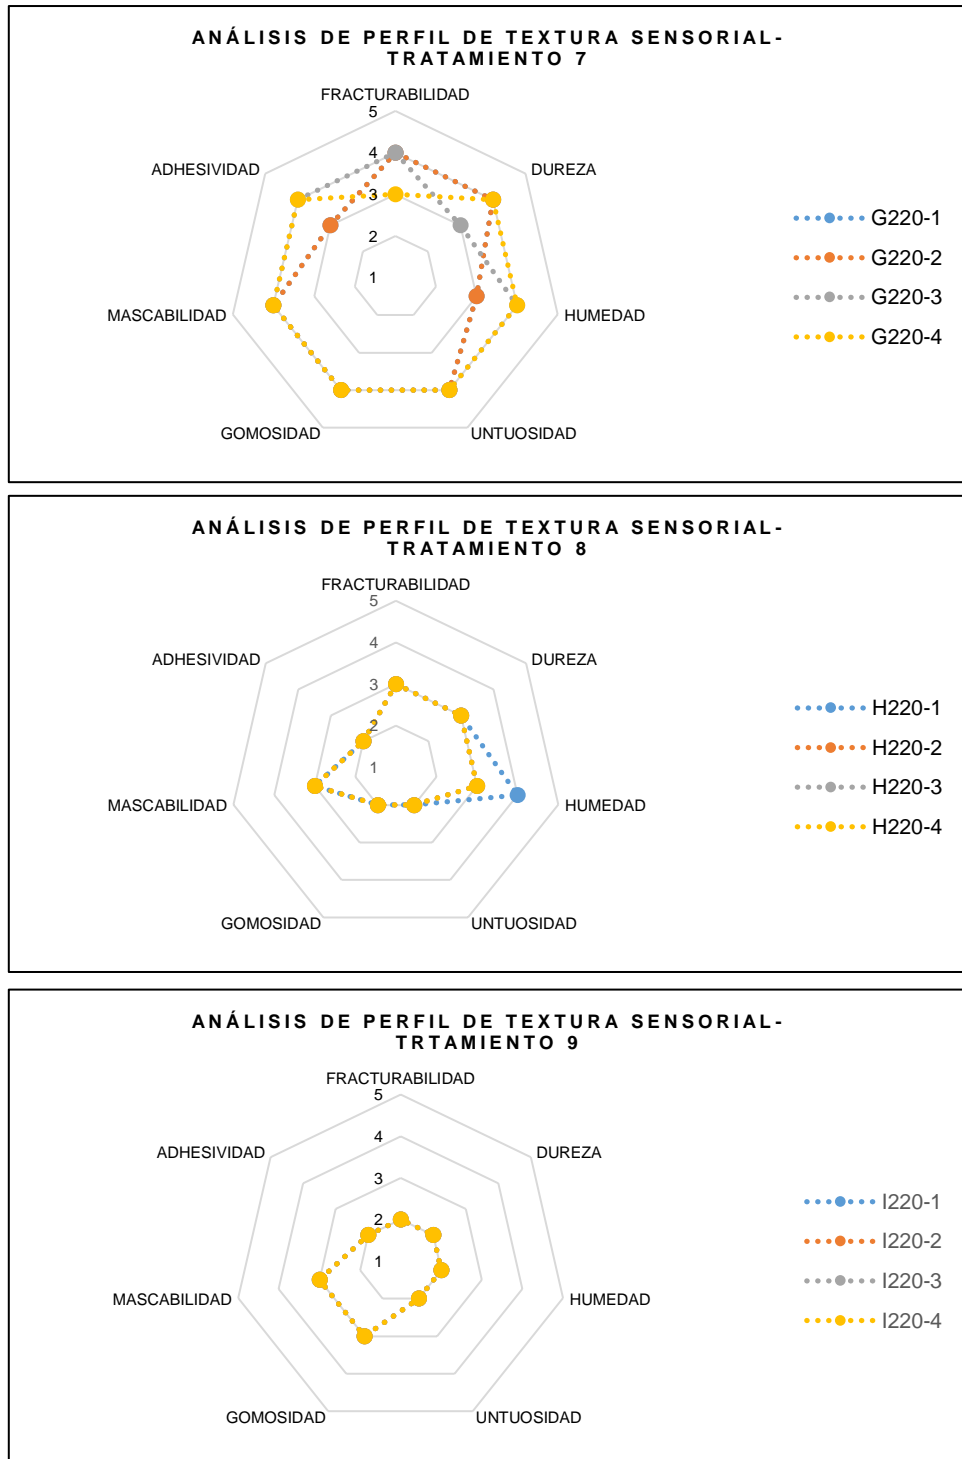 ANÁLISIS DE PERFIL DE TEXTURA SENSORIAL-
TRATAMIENTO 7
FRACTURABILIDAD
5
ADHESIVIDAD
4
DUREZA
3
2
1
MASCABILIDAD
HUMEDAD
GOMOSIDAD
UNTUOSIDAD
G220-1
G220-2
G220-3
G220-4
ANÁLISIS DE PERFIL DE TEXTURA SENSORIAL-
TRATAMIENTO 8
FRACTURABILIDAD
5
ADHESIVIDAD
4
DUREZA
3
2
1
MASCABILIDAD
HUMEDAD
GOMOSIDAD
UNTUOSIDAD
H220-1
H220-2
H220-3
H220-4
ANÁLISIS DE PERFIL DE TEXTURA SENSORIAL-
TRTAMIENTO 9
FRACTURABILIDAD
5
ADHESIVIDAD
4
DUREZA
3
2
1
MASCABILIDAD
HUMEDAD
GOMOSIDAD
UNTUOSIDAD
I220-1
I220-2
I220-3
I220-4